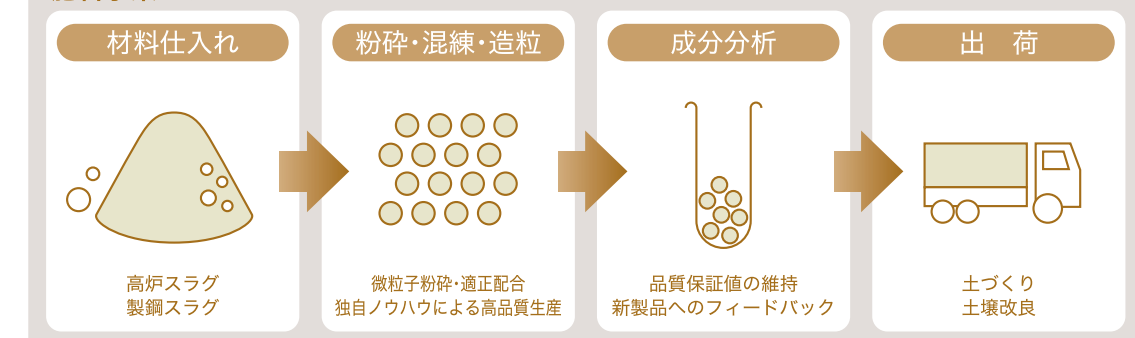 材料仕入れ
高炉スラグ
製鋼スラグ
粉砕・混練・造粒
微粒子粉砕・適正配合
独自ノウハウによる高品質生産
成分分析
品質保証値の維持
新製品へのフィードバック
出　荷
土づくり
土壌改良